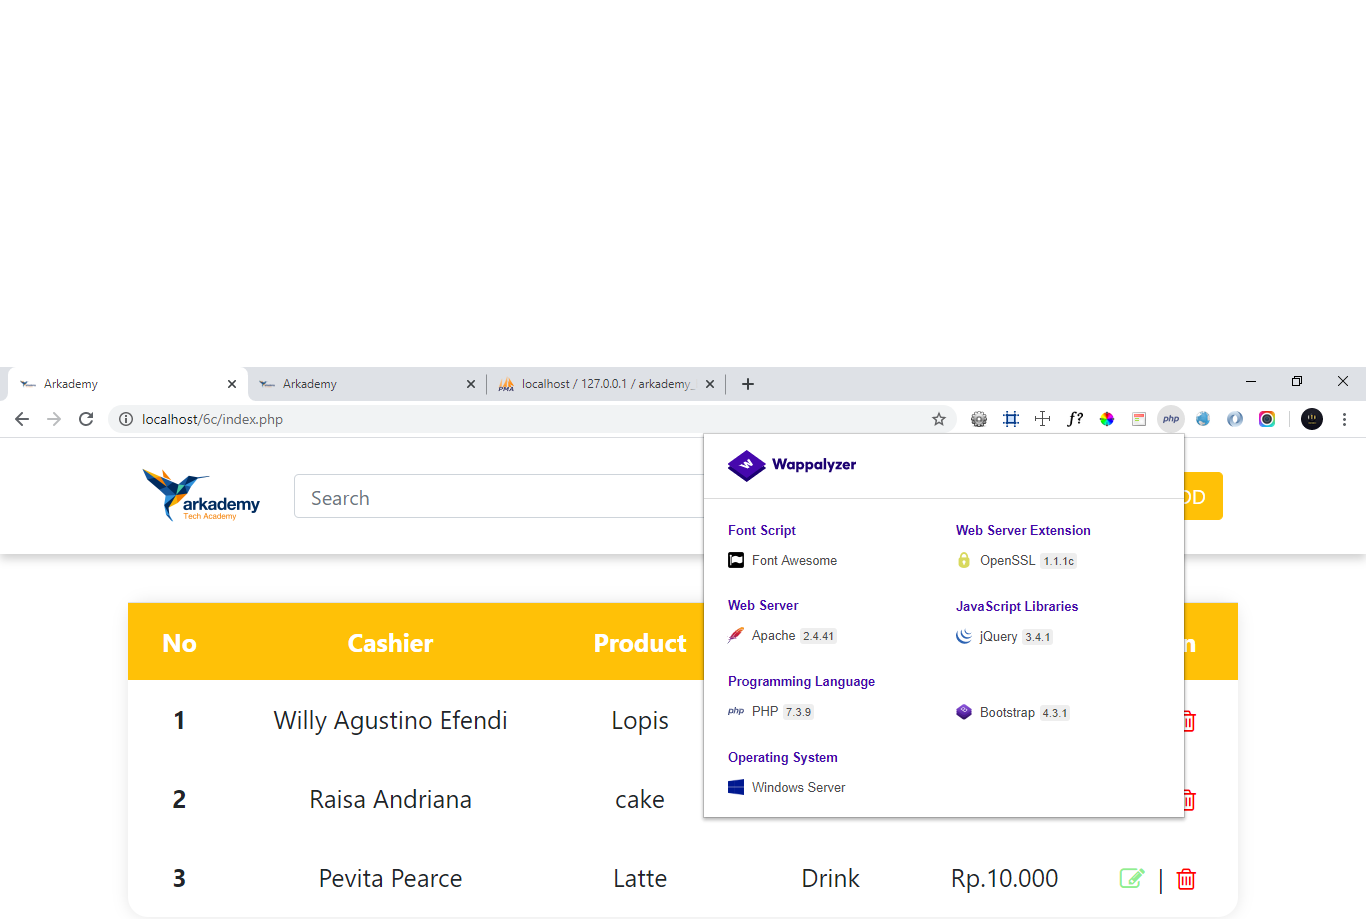 Arkademy Arkademy localhost / 127.0.0.1 / arkademy_
PMA
localhost/6c/index.php
f? php
arkademy
Tech Academy
Search
DD
Wappalyzer
Font Script Web Server Extension
Font Awesome OpenSSL 1.1.1c
Web Server JavaScript Libraries
Apache 2.4.41 jQuery 3.4.1
Programming Language
php PHP 7.3.9 Bootstrap 4.3.1
Operating System
Windows Server
No Cashier Product n
1 Willy Agustino Efendi Lopis
2 Raisa Andriana cake
3 Pevita Pearce Latte Drink Rp.10.000 |